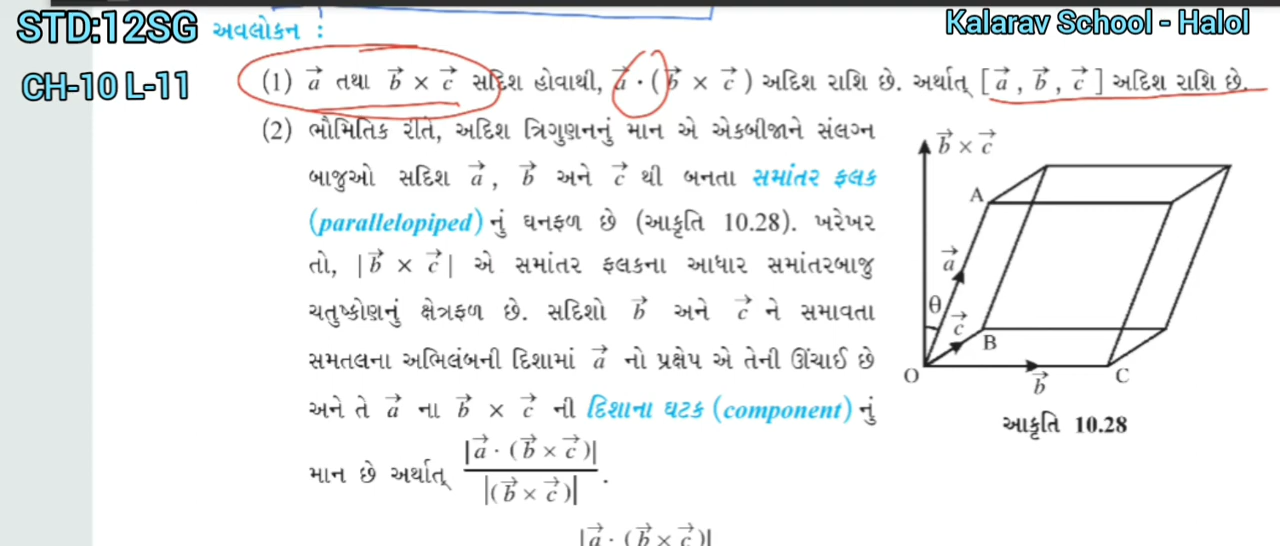 STD:12SG
અવલોકન :
Kalarav School - Halol
CH-10 L-11
(1) a⃗ તથા b⃗ × c⃗ સદિશ હોવાથી, a⃗ · (b⃗ × c⃗) અદિશ રાશિ છે. અર્થાત્ [a⃗, b⃗, c⃗] અદિશ રાશિ છે.
(2) ભૌમિતિક રીતે, અદિશ ત્રિગુણનનું માન એ એકબીજાને સંલગ્ન
બાજુઓ સદિશ a⃗, b⃗ અને c⃗ થી બનતા સમાંતર ફલક
(parallelopiped) નું ઘનફળ છે (આકૃતિ 10.28). ખરેખર
તો, |b⃗ × c⃗| એ સમાંતર ફલકના આધાર સમાંતરબાજુ
ચતુષ્કોણનું ક્ષેત્રફળ છે. સદિશો b⃗ અને c⃗ ને સમાવતા
સમતલના અભિલંબની દિશામાં a⃗ નો પ્રક્ષેપ એ તેની ઊંચાઈ છે
અને તે a⃗ ના b⃗ × c⃗ ની દિશાના ઘટક (component) નું
માન છે અર્થાત્ |a⃗ · (b⃗ × c⃗)| / |(b⃗ × c⃗)| .
|a⃗ · (b⃗ × c⃗)|
b⃗ × c⃗
A
a⃗
θ
c⃗
B
O
b⃗
C
આકૃતિ 10.28